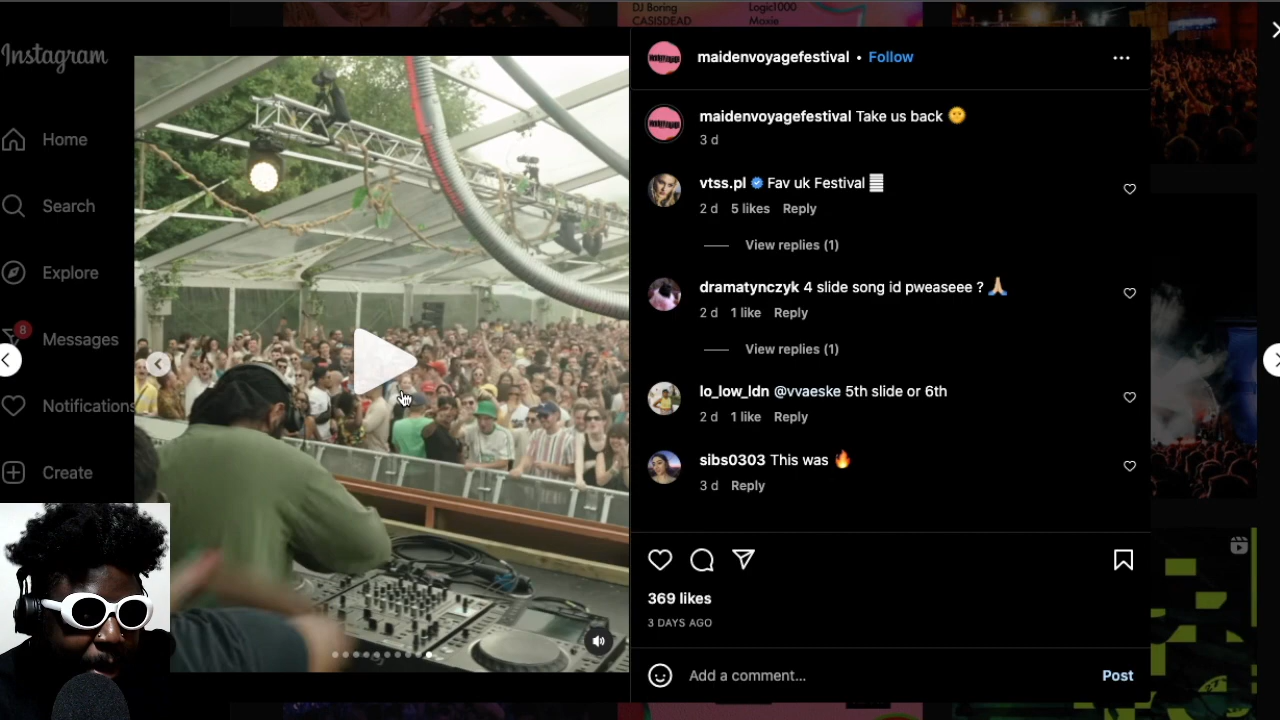 DJ Boring
Logic1000
CASISDEAD
Moxie
Instagram
Home
Search
Explore
8
Messages
Notifications
Create
maidenvoyagefestival • Follow
maidenvoyagefestival Take us back 🌞
3 d
vtss.pl Fav uk Festival
2 d 5 likes Reply
View replies (1)
dramatynczyk 4 slide song id pweaseee ? 🙏🏼
2 d 1 like Reply
View replies (1)
lo_low_ldn @vvaeske 5th slide or 6th
2 d 1 like Reply
sibs0303 This was 🔥
3 d Reply
369 likes
3 DAYS AGO
Add a comment...
Post